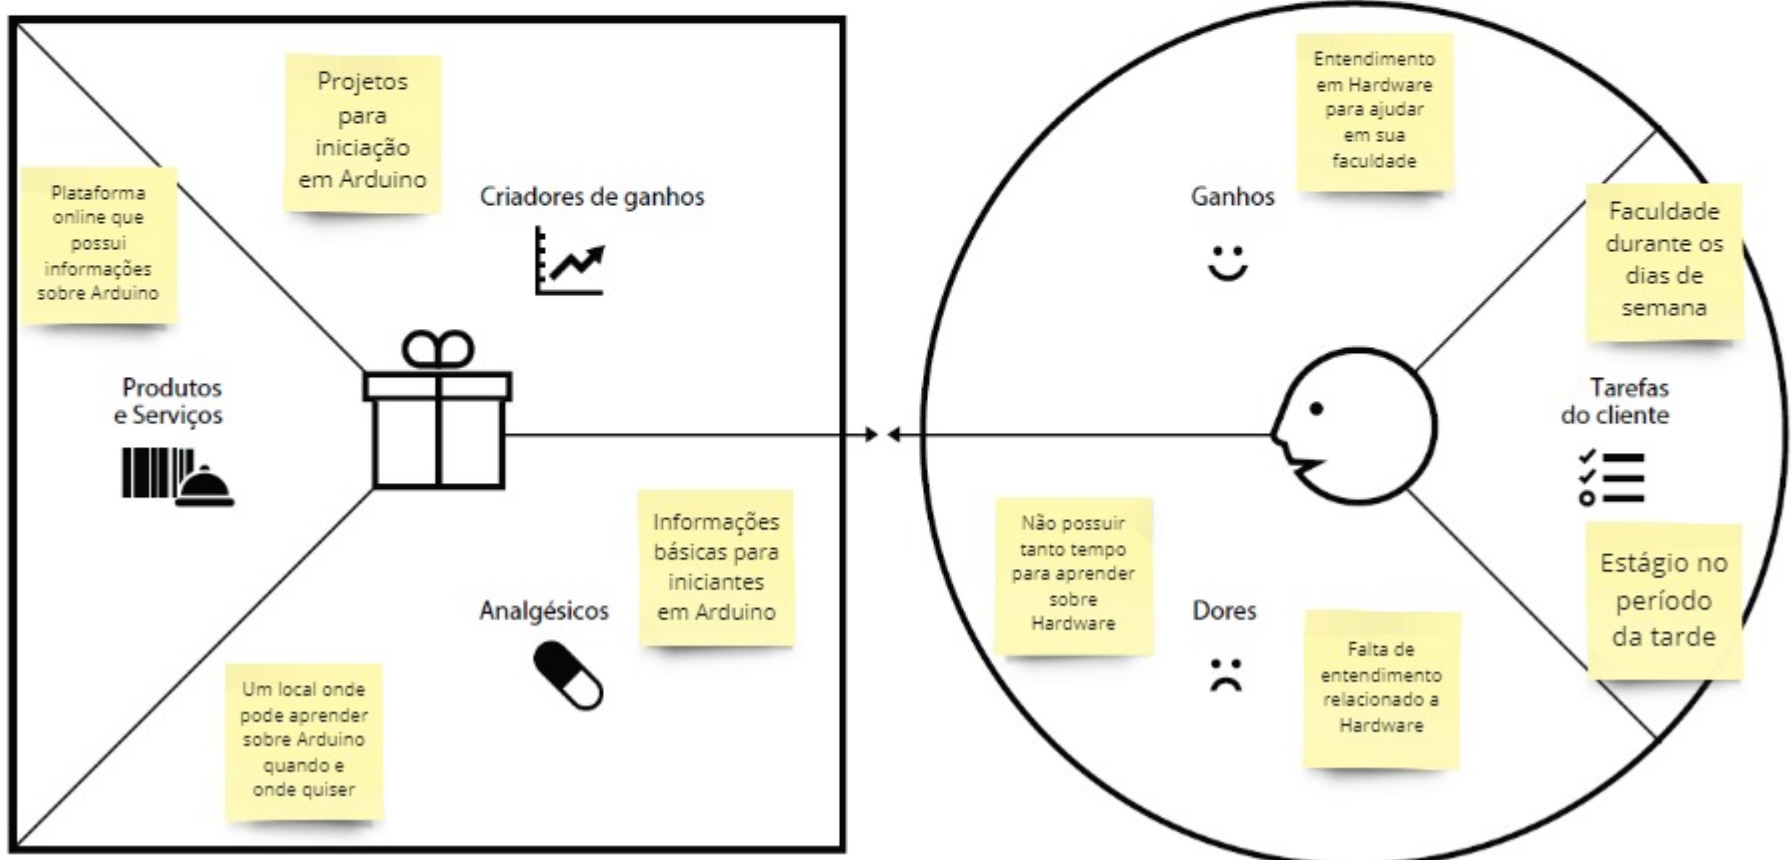 Projetos
para
iniciação
em Arduino
Plataforma
online que
possui
informações
sobre Arduino
Criadores de ganhos
Produtos
e Serviços
Informações
básicas para
iniciantes
em Arduino
Analgésicos
Um local onde
pode aprender
sobre Arduino
quando e
onde quiser
Entendimento
em Hardware
para ajudar
em sua
faculdade
Ganhos
Faculdade
durante os
dias de
semana
Tarefas
do cliente
Não possuir
tanto tempo
para aprender
sobre
Hardware
Dores
Estágio no
período
da tarde
Falta de
entendimento
relacionado a
Hardware